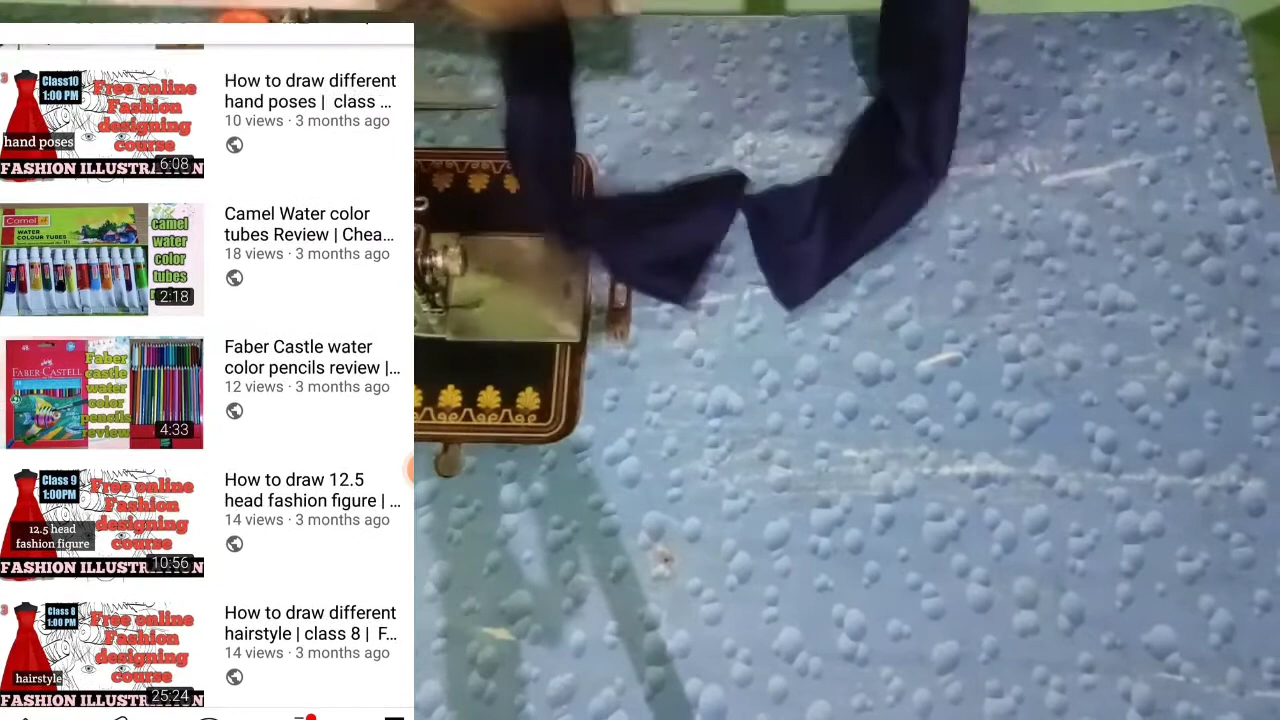 Class10
1:00 PM
Free online
Fashion
designing
course
hand poses
6:08
FASHION ILLUSTRATION
How to draw different
hand poses | class ...
10 views · 3 months ago
Camel
WATER
COLOUR TUBES
camel
water
color
tubes
2:18
Camel Water color
tubes Review | Chea...
18 views · 3 months ago
FABER-CASTELL
Faber
castle
water
color
pencils
review
4:33
Faber Castle water
color pencils review |...
12 views · 3 months ago
Class 9
1:00PM
Free online
Fashion
designing
course
12.5 head
fashion figure
10:56
FASHION ILLUSTRATION
How to draw 12.5
head fashion figure | ...
14 views · 3 months ago
Class 8
1:00 PM
Free online
Fashion
designing
course
hairstyle
25:24
FASHION ILLUSTRATION
How to draw different
hairstyle | class 8 | F...
14 views · 3 months ago